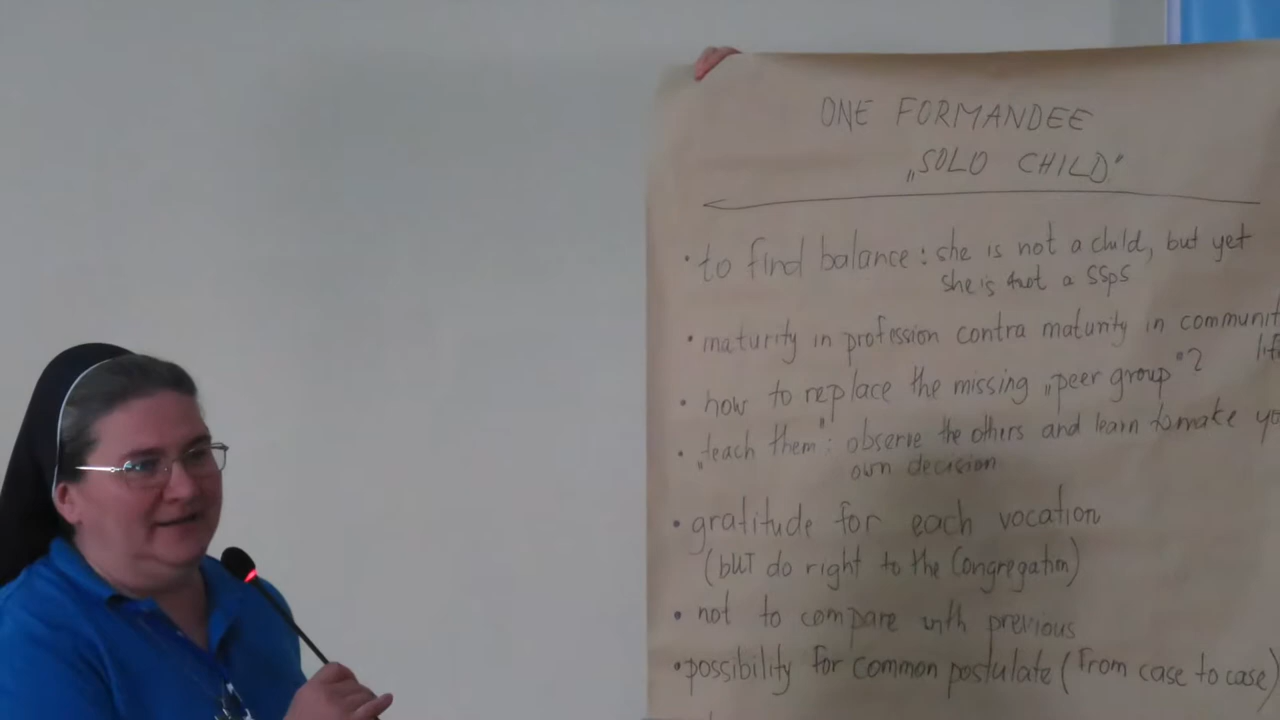 ONE FORMANDEE
„SOLO CHILD"
• to find balance : she is not a child, but yet
she is not a SSpS
• maturity in profession contra maturity in communit
life
• how to replace the missing „peer group"?
• „teach them": observe the others and learn to make yo
own decision
• gratitude for each vocation
(BUT do right to the Congregation)
• not to compare with previous
• possibility for common postulate (from case to case)